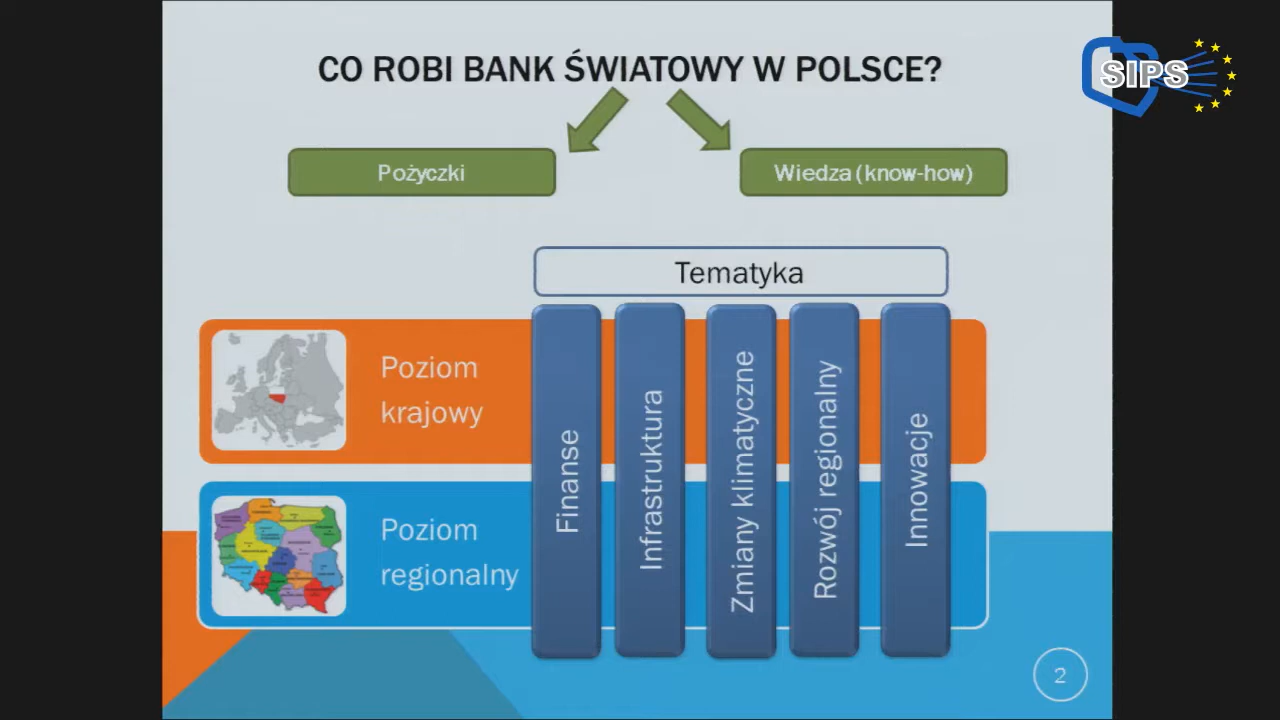 CO ROBI BANK ŚWIATOWY W POLSCE?
SIPS
Pożyczki
Wiedza (know-how)
Tematyka
Poziom
krajowy
Poziom
regionalny
Finanse
Infrastruktura
Zmiany klimatyczne
Rozwój regionalny
Innowacje
2